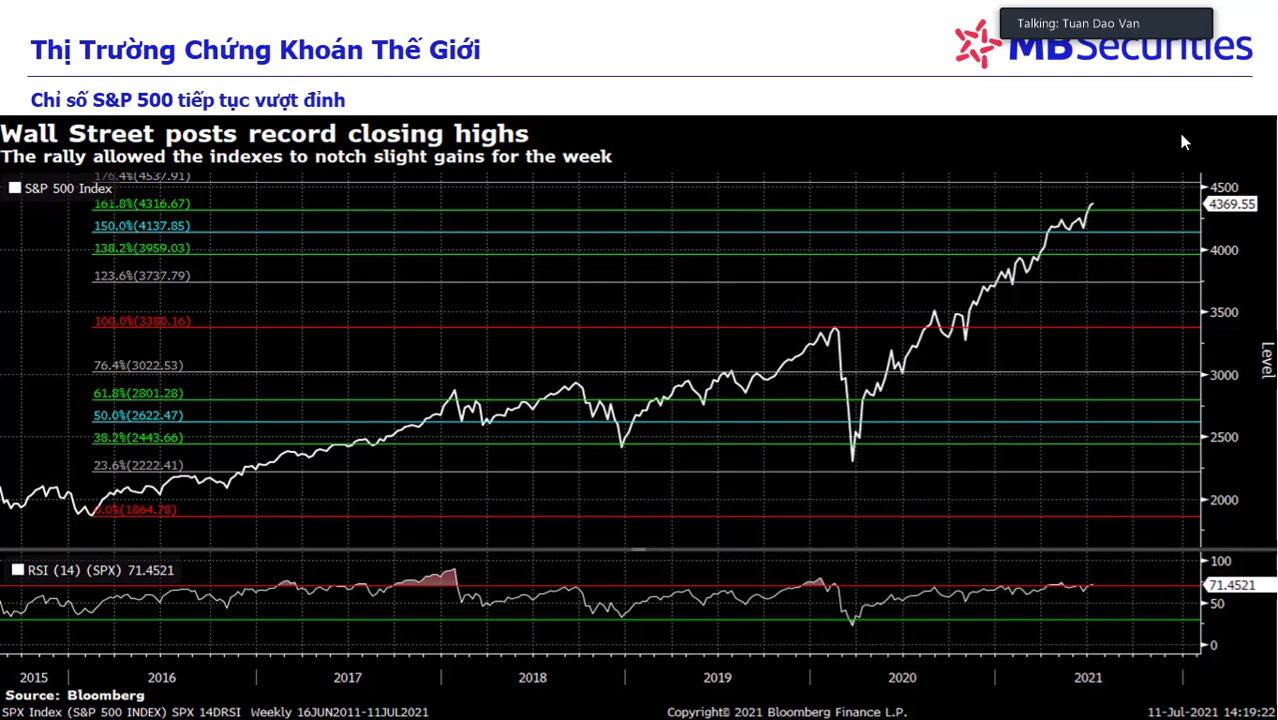 Talking: Tuan Dao Van
Thị Trường Chứng Khoán Thế Giới
MBSecurities
Chỉ số S&P 500 tiếp tục vượt đỉnh
Wall Street posts record closing highs
The rally allowed the indexes to notch slight gains for the week
176.4%(4537.91)
S&P 500 Index
4500
161.8%(4316.67)
4369.55
150.0%(4137.85)
138.2%(3959.03)
4000
123.6%(3737.79)
3500
100.0%(3380.16)
Level
76.4%(3022.53)
3000
61.8%(2801.28)
50.0%(2622.47)
38.2%(2443.66)
2500
23.6%(2222.41)
2000
0.0%(1864.78)
RSI (14) (SPX) 71.4521
100
71.4521
50
0
2015 2016 2017 2018 2019 2020 2021
Source: Bloomberg
SPX Index (S&P 500 INDEX) SPX 14DRSI Weekly 16JUN2011-11JUL2021 Copyright© 2021 Bloomberg Finance L.P. 11-Jul-2021 14:19:22